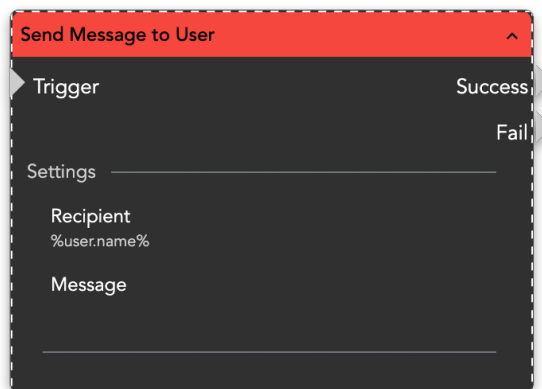 Send Message to User
Trigger
Success
Fail
Settings
Recipient
%user.name%
Message